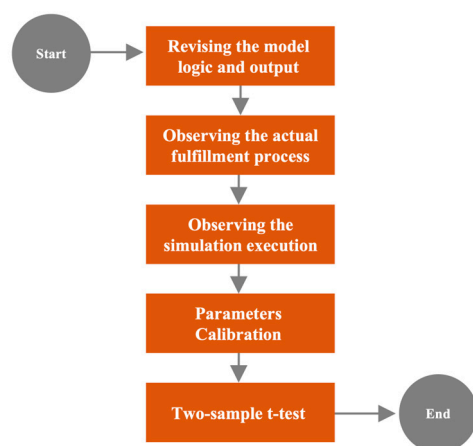 Start
Revising the model
logic and output
Observing the actual
fulfillment process
Observing the
simulation execution
Parameters
Calibration
Two-sample t-test
End